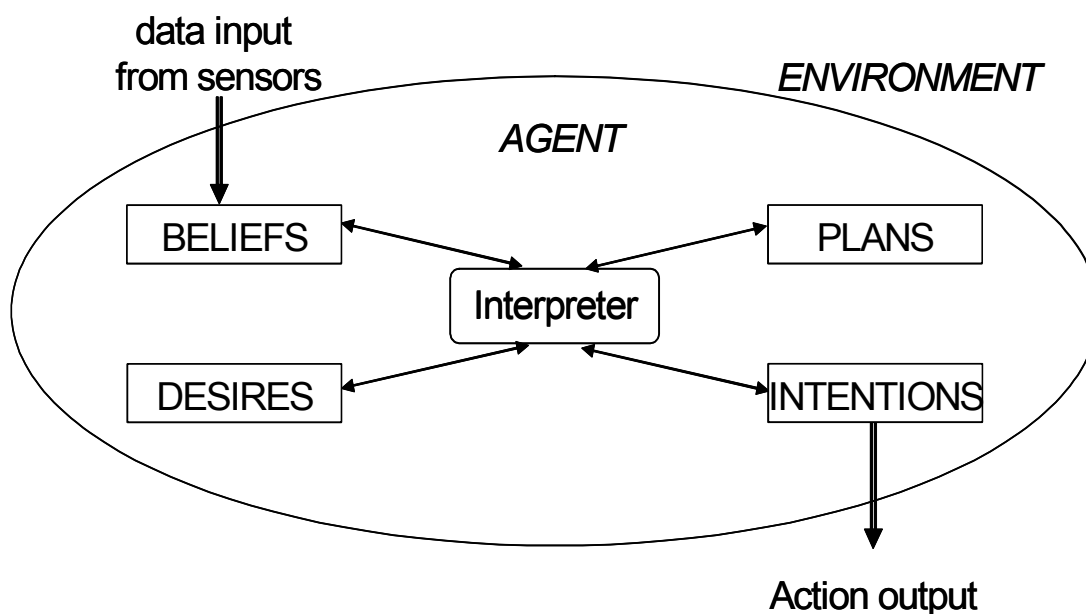 data input
from sensors
ENVIRONMENT
AGENT
BELIEFS
PLANS
Interpreter
DESIRES
INTENTIONS
Action output